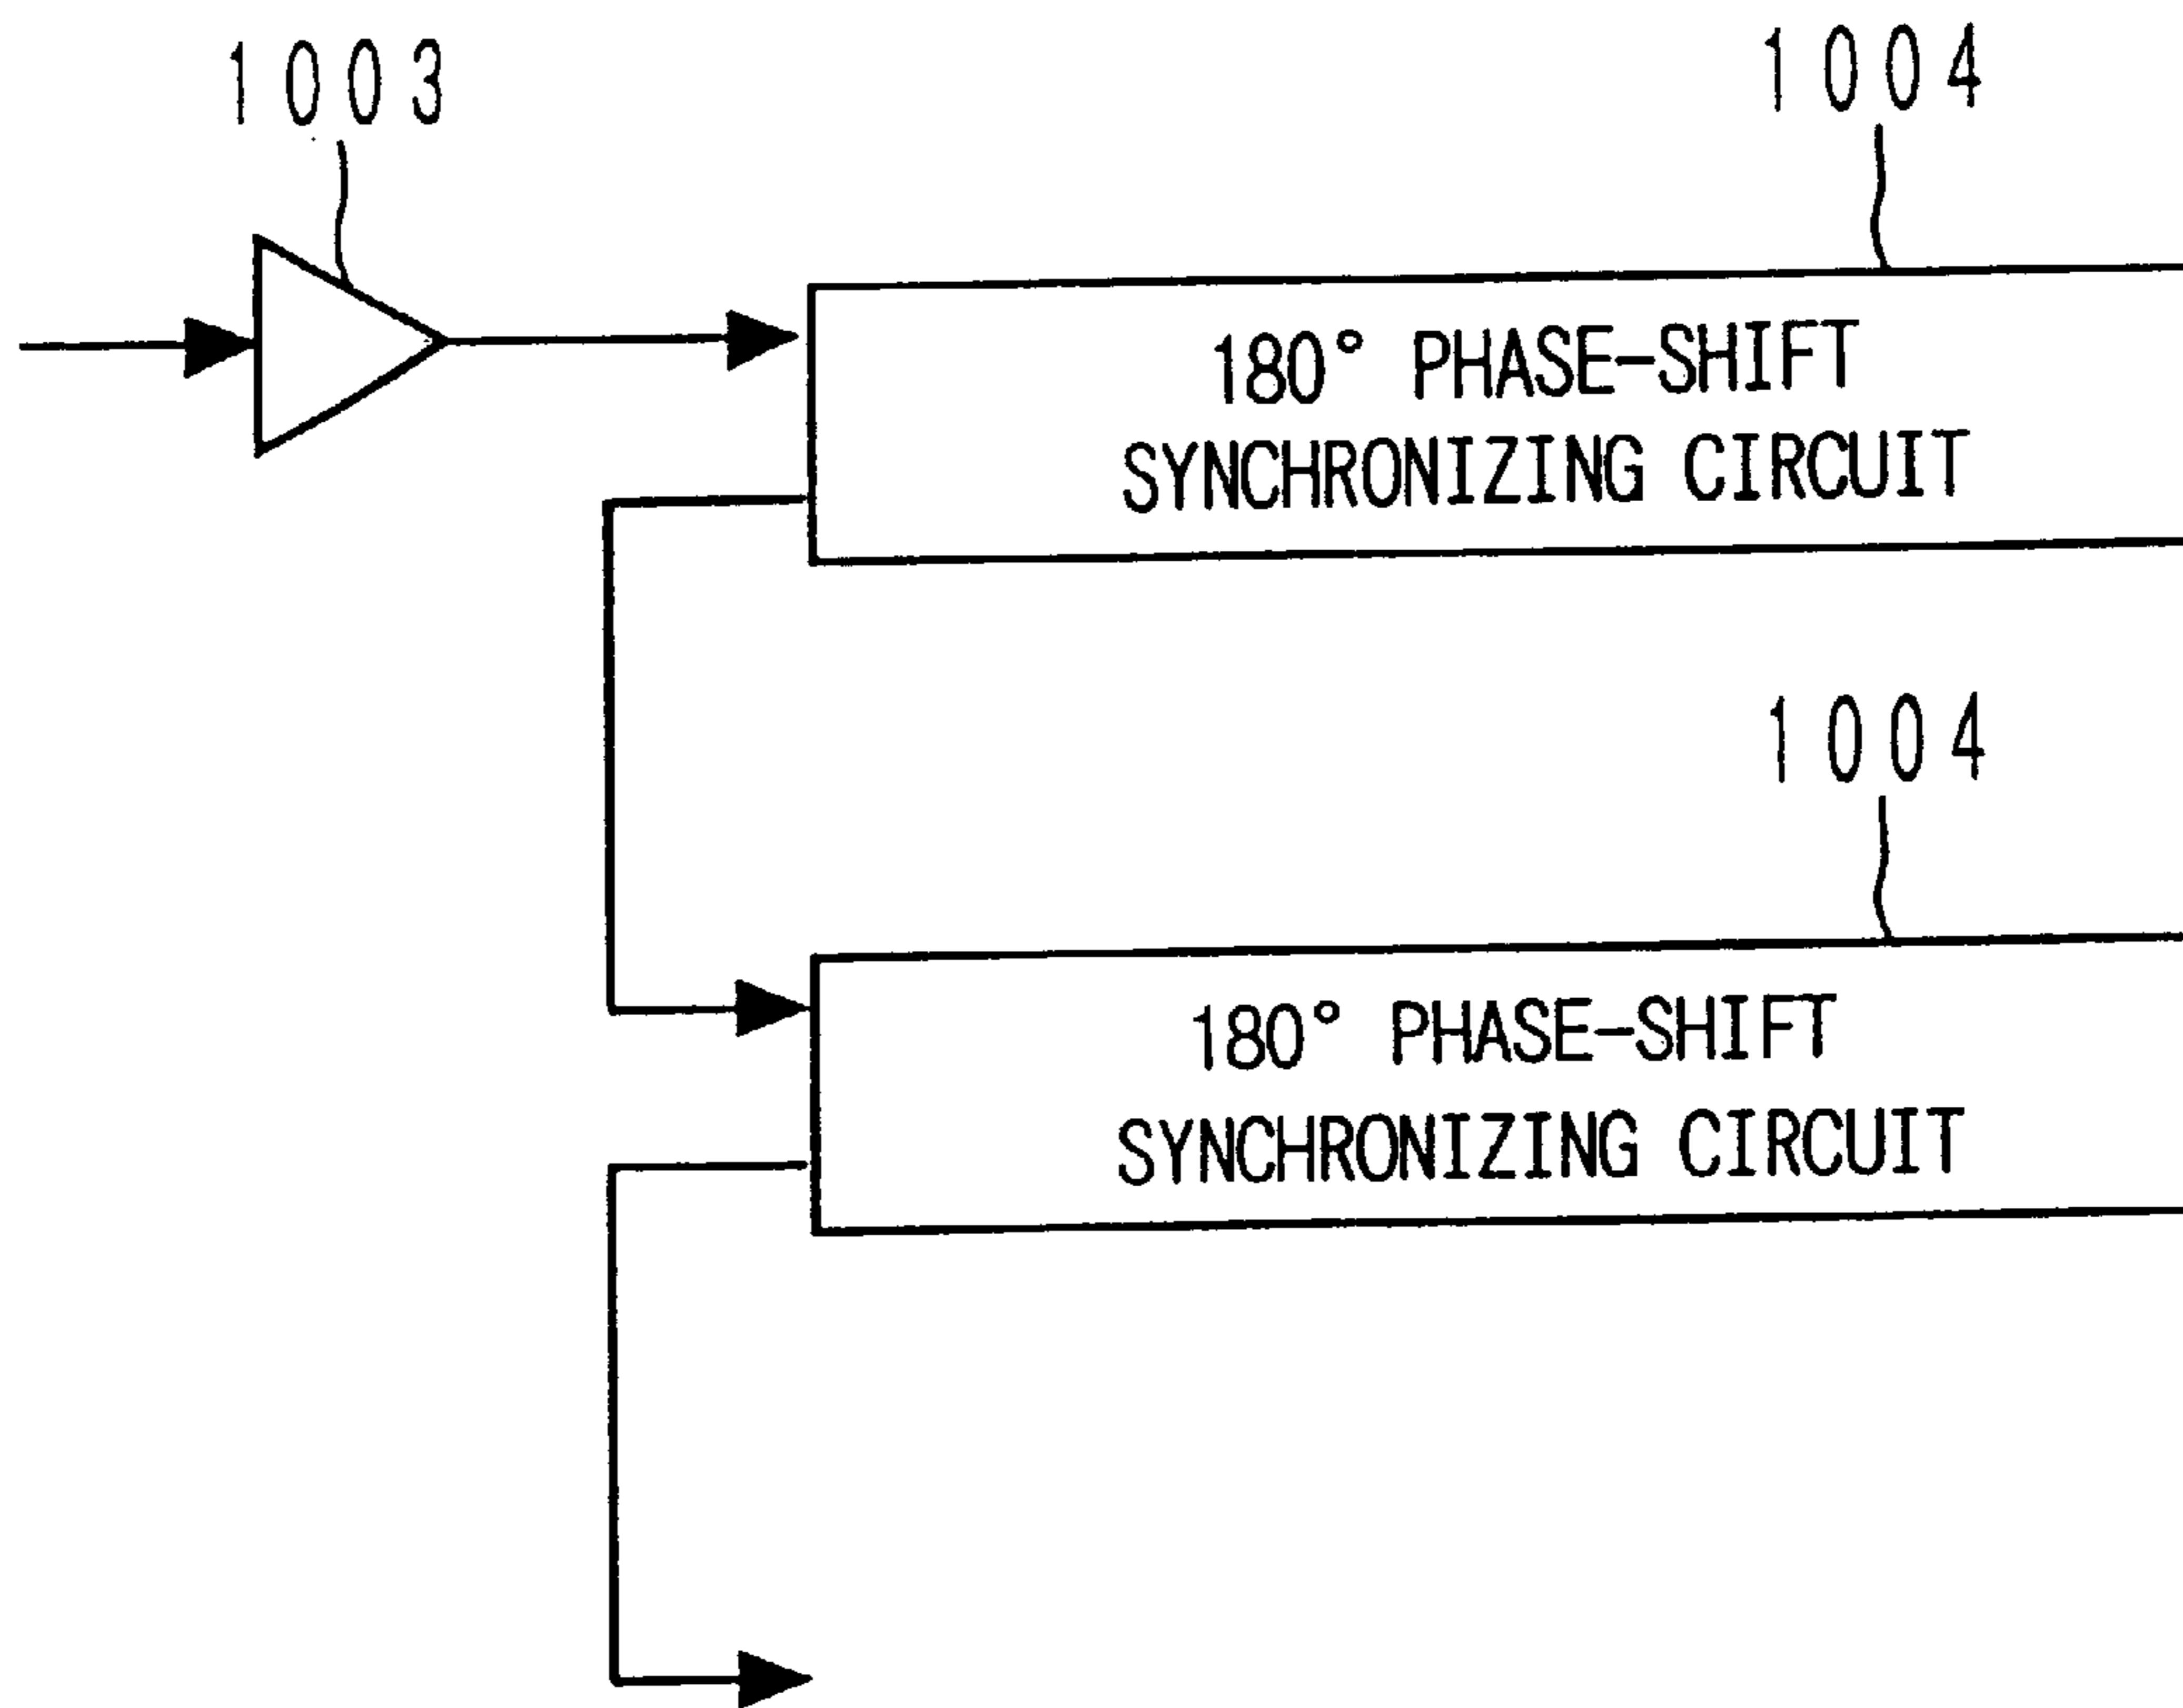 1003
1004
180° PHASE-SHIFT
SYNCHRONIZING CIRCUIT
1004
180° PHASE-SHIFT
SYNCHRONIZING CIRCUIT